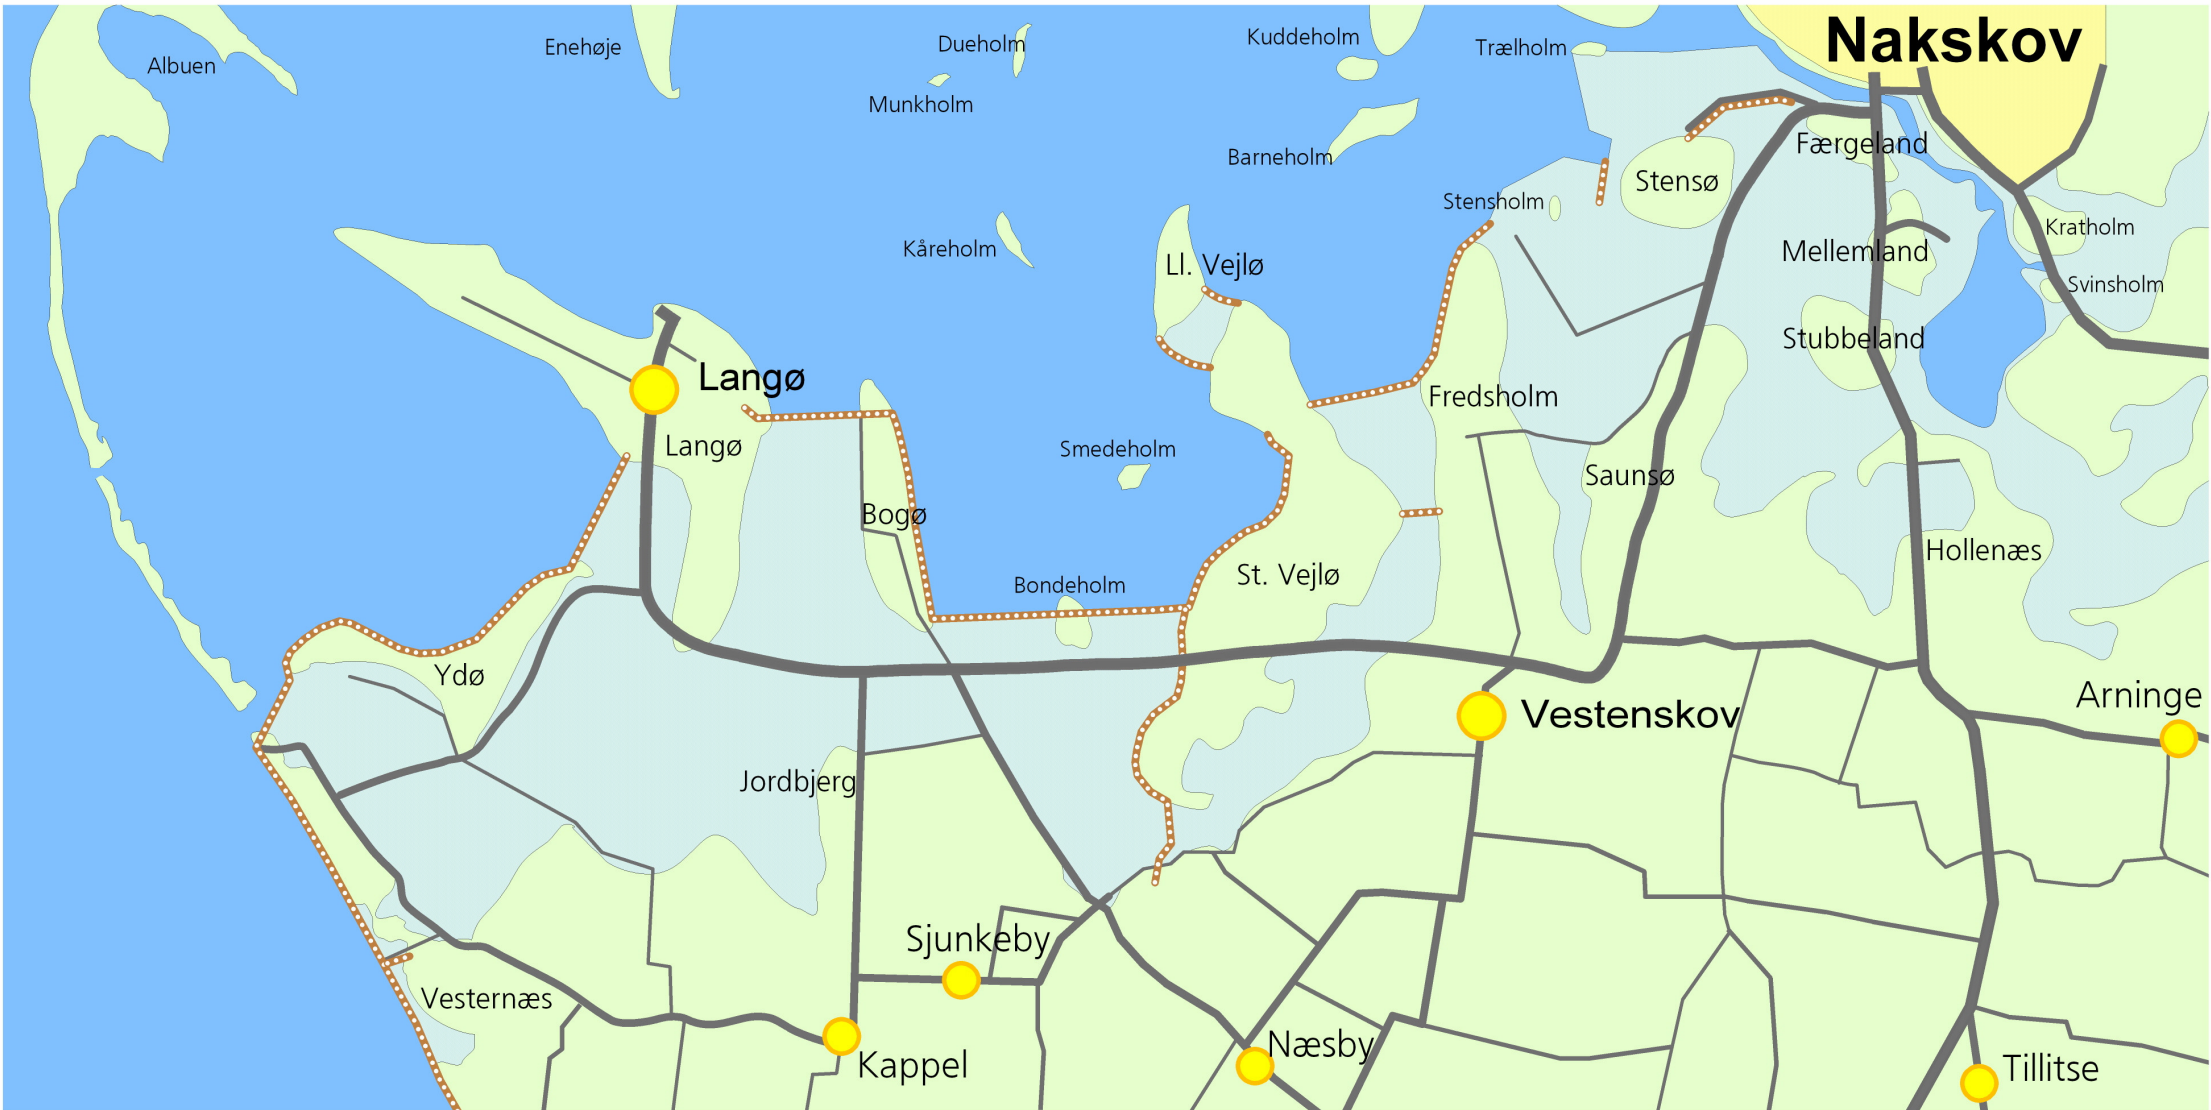 Nakskov
Albuen
Enehøje
Dueholm
Kuddeholm
Trælholm
Munkholm
Barneholm
Færgeland
Stensø
Stensholm
Kratholm
Kåreholm
Mellemland
Ll. Vejlø
Svinsholm
Stubbeland
Langø
Fredsholm
Langø
Smedeholm
Saunsø
Bogø
Hollenæs
St. Vejlø
Bondeholm
Ydø
Arninge
Vestenskov
Jordbjerg
Sjunkeby
Vesternæs
Næsby
Kappel
Tillitse